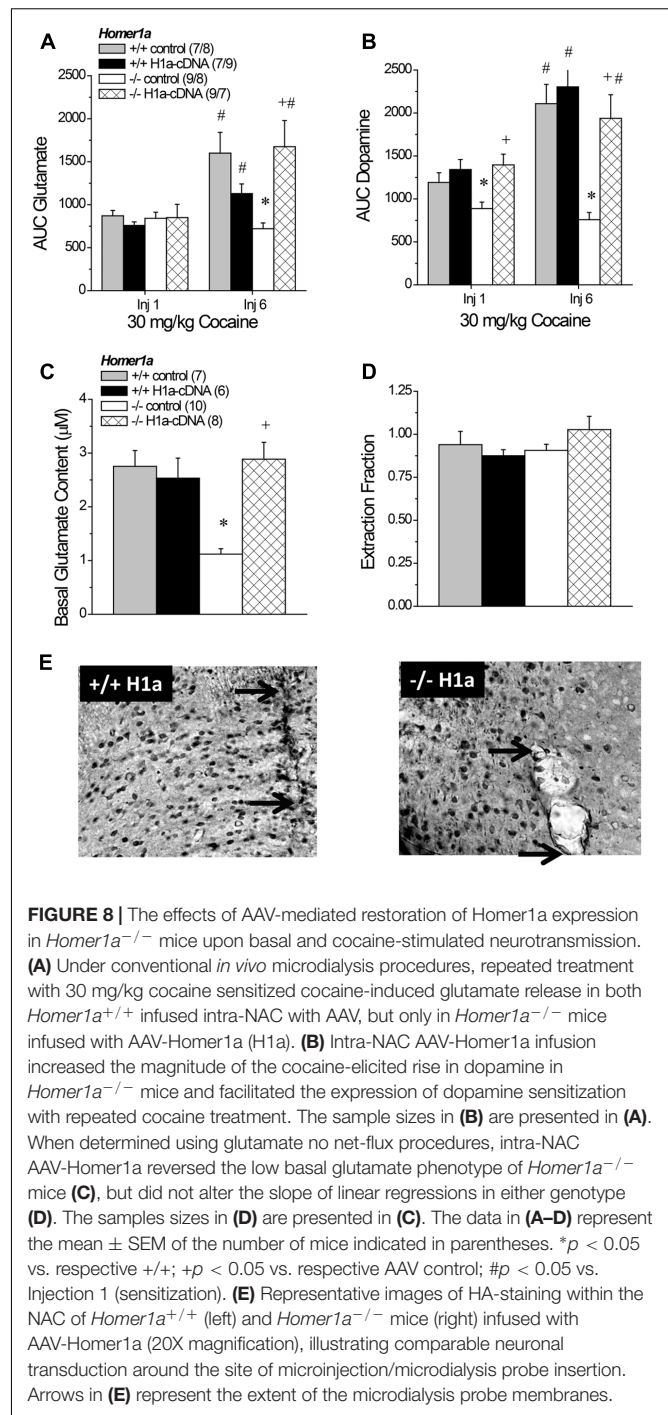 A
Homer1a
+/+ control (7/8)
+/+ H1a-cDNA (7/9)
-/- control (9/8)
-/- H1a-cDNA (9/7)
2500
2000
1500
1000
500
0
AUC Glutamate
#
#
*
+#
Inj 1
Inj 6
30 mg/kg Cocaine
B
2500
2000
1500
1000
500
0
AUC Dopamine
*
+
#
#
*
+ #
Inj 1
Inj 6
30 mg/kg Cocaine
C
Homer1a
+/+ control (7)
+/+ H1a-cDNA (6)
-/- control (10)
-/- H1a-cDNA (8)
4
3
2
1
0
Basal Glutamate Content (µM)
*
+
D
1.25
1.00
0.75
0.50
0.25
0.00
Extraction Fraction
E
+/+ H1a
-/- H1a
FIGURE 8 | The effects of AAV-mediated restoration of Homer1a expression
in Homer1a−/− mice upon basal and cocaine-stimulated neurotransmission.
(A) Under conventional in vivo microdialysis procedures, repeated treatment
with 30 mg/kg cocaine sensitized cocaine-induced glutamate release in both
Homer1a+/+ infused intra-NAC with AAV, but only in Homer1a−/− mice
infused with AAV-Homer1a (H1a). (B) Intra-NAC AAV-Homer1a infusion
increased the magnitude of the cocaine-elicited rise in dopamine in
Homer1a−/− mice and facilitated the expression of dopamine sensitization
with repeated cocaine treatment. The sample sizes in (B) are presented in (A).
When determined using glutamate no net-flux procedures, intra-NAC
AAV-Homer1a reversed the low basal glutamate phenotype of Homer1a−/−
mice (C), but did not alter the slope of linear regressions in either genotype
(D). The samples sizes in (D) are presented in (C). The data in (A–D) represent
the mean ± SEM of the number of mice indicated in parentheses. *p < 0.05
vs. respective +/+; +p < 0.05 vs. respective AAV control; #p < 0.05 vs.
Injection 1 (sensitization). (E) Representative images of HA-staining within the
NAC of Homer1a+/+ (left) and Homer1a−/− mice (right) infused with
AAV-Homer1a (20X magnification), illustrating comparable neuronal
transduction around the site of microinjection/microdialysis probe insertion.
Arrows in (E) represent the extent of the microdialysis probe membranes.